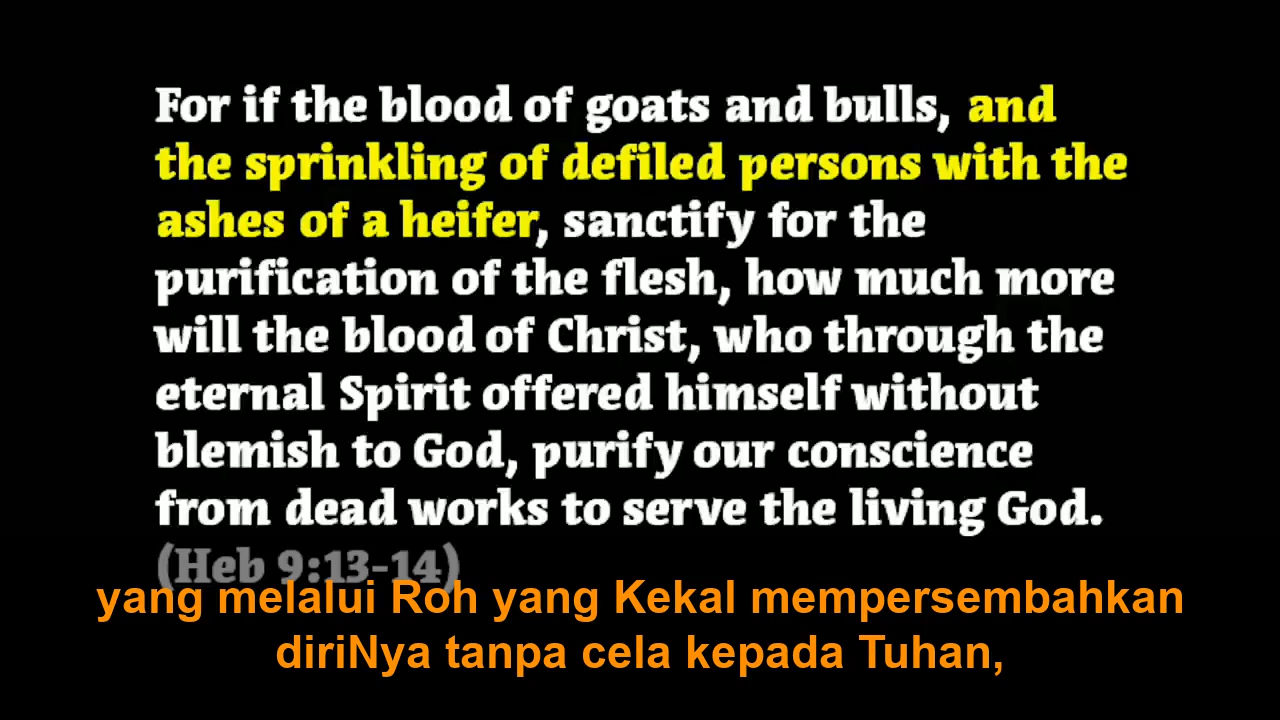 For if the blood of goats and bulls, and
the sprinkling of defiled persons with the
ashes of a heifer, sanctify for the
purification of the flesh, how much more
will the blood of Christ, who through the
eternal Spirit offered himself without
blemish to God, purify our conscience
from dead works to serve the living God.
(Heb 9:13-14)
yang melalui Roh yang Kekal mempersembahkan
diriNya tanpa cela kepada Tuhan,